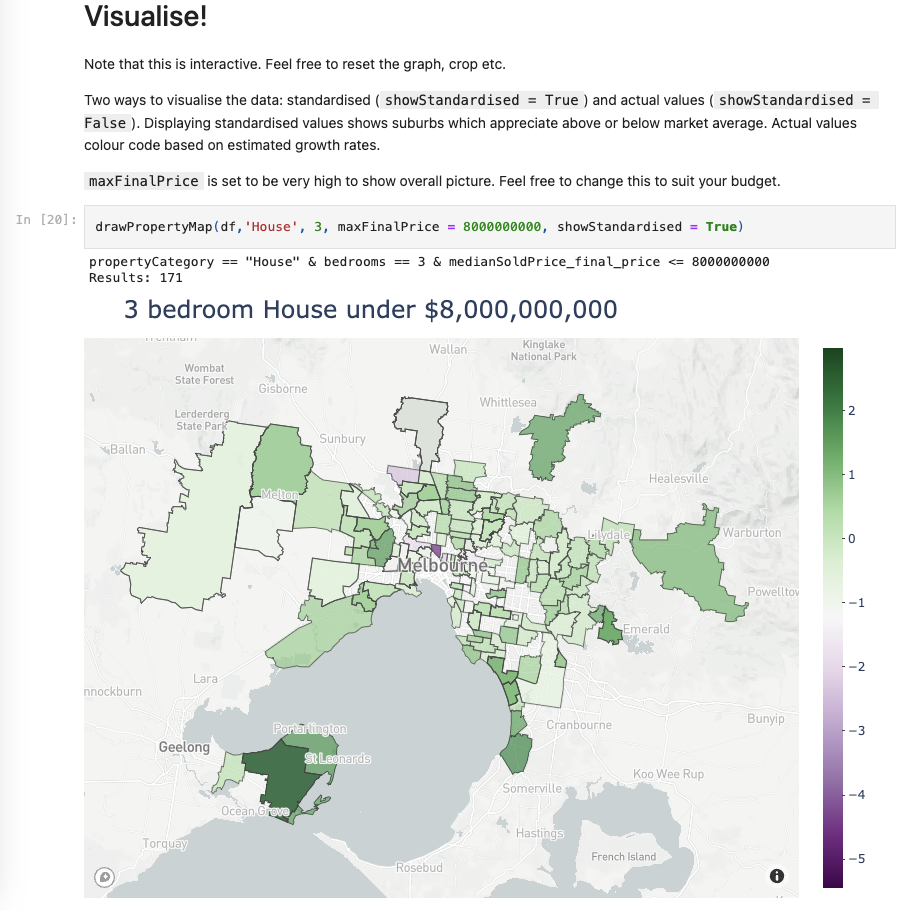 Visualise!
Note that this is interactive. Feel free to reset the graph, crop etc.
Two ways to visualise the data: standardised ( showStandardised = True ) and actual values ( showStandardised =
False ). Displaying standardised values shows suburbs which appreciate above or below market average. Actual values
colour code based on estimated growth rates.
maxFinalPrice is set to be very high to show overall picture. Feel free to change this to suit your budget.
In [20]: drawPropertyMap(df,'House', 3, maxFinalPrice = 8000000000, showStandardised = True)
propertyCategory == "House" & bedrooms == 3 & medianSoldPrice_final_price <= 8000000000
Results: 171
3 bedroom House under $8,000,000,000
Wallan
Kinglake
National Park
Wombat
State Forest
Gisborne
Whittlesea
Lerderderg
State Park
Sunbury
Ballan
Healesville
Melton
Lilydale
Warburton
Melbourne
Emerald
Lara
Portarlington
Cranbourne
Bunyip
Geelong
St Leonards
Koo Wee Rup
Somerville
Ocean Grove
Hastings
Torquay
French Island
Rosebud
2
1
0
−1
−2
−3
−4
−5